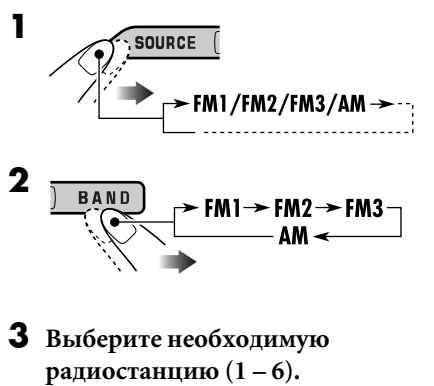 1
SOURCE
FM1/FM2/FM3/AM
2
BAND
FM1 FM2 FM3
AM
3 Выберите необходимую
радиостанцию (1 – 6).